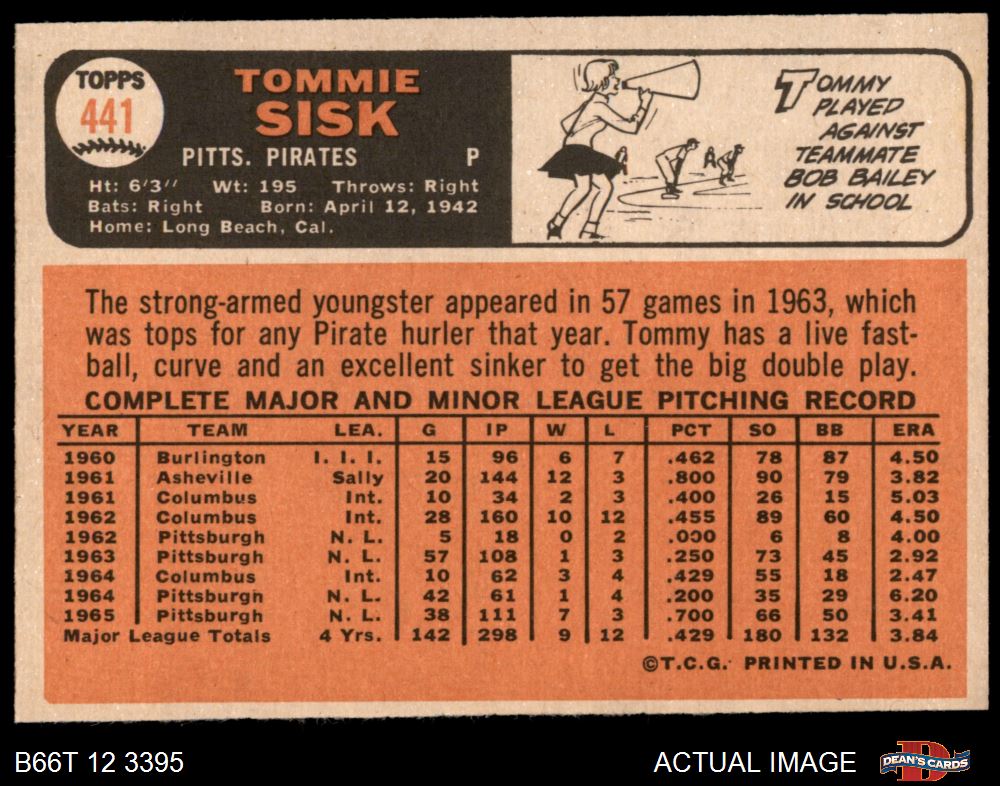 TOPPS
441
TOMMIE
SISK
PITTS. PIRATES P
Ht: 6'3" Wt: 195 Throws: Right
Bats: Right Born: April 12, 1942
Home: Long Beach, Cal.
TOMMY
PLAYED
AGAINST
TEAMMATE
BOB BAILEY
IN SCHOOL
The strong-armed youngster appeared in 57 games in 1963, which
was tops for any Pirate hurler that year. Tommy has a live fast-
ball, curve and an excellent sinker to get the big double play.
COMPLETE MAJOR AND MINOR LEAGUE PITCHING RECORD
YEAR TEAM LEA. G IP W L PCT SO BB ERA
1960 Burlington I. I. I. 15 96 6 7 .462 78 87 4.50
1961 Asheville Sally 20 144 12 3 .800 90 79 3.82
1961 Columbus Int. 10 34 2 3 .400 26 15 5.03
1962 Columbus Int. 28 160 10 12 .455 89 60 4.50
1962 Pittsburgh N. L. 5 18 0 2 .000 6 8 4.00
1963 Pittsburgh N. L. 57 108 1 3 .250 73 45 2.92
1964 Columbus Int. 10 62 3 4 .429 55 18 2.47
1964 Pittsburgh N. L. 42 61 1 4 .200 35 29 6.20
1965 Pittsburgh N. L. 38 111 7 3 .700 66 50 3.41
Major League Totals 4 Yrs. 142 298 9 12 .429 180 132 3.84
©T.C.G. PRINTED IN U.S.A.
B66T 12 3395 ACTUAL IMAGE DEAN'S CARDS